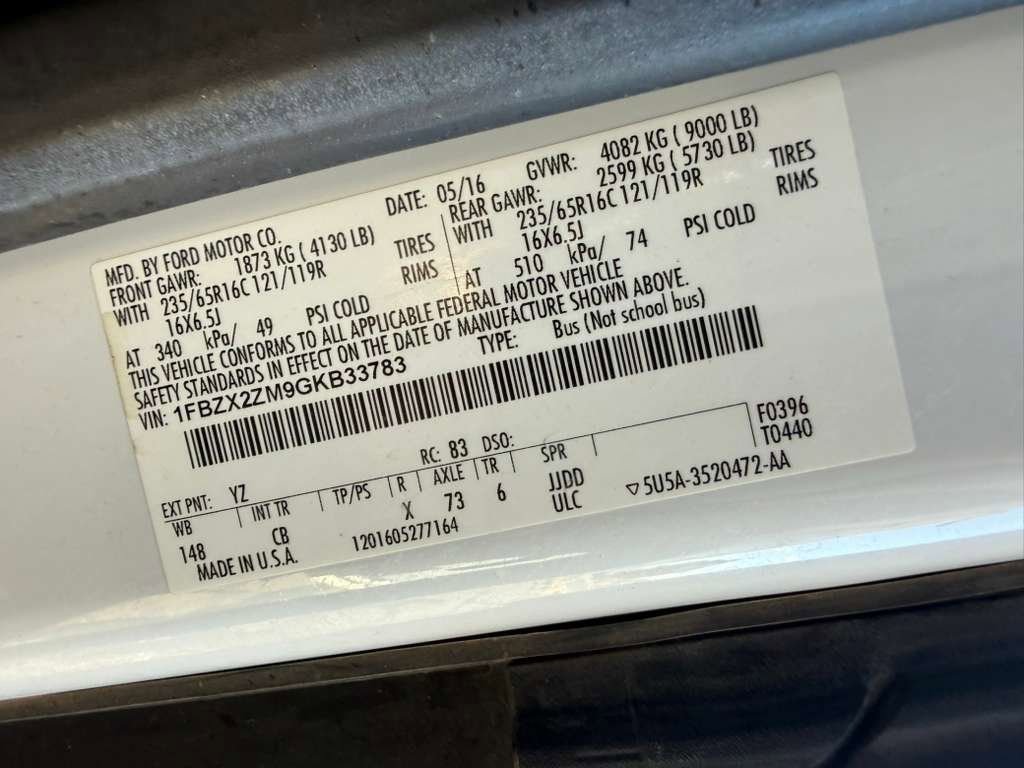 MFD. BY FORD MOTOR CO. DATE: 05/16 GVWR: 4082 KG ( 9000 LB)
FRONT GAWR: 1873 KG ( 4130 LB) REAR GAWR: 2599 KG ( 5730 LB)
WITH 235/65R16C 121/119R TIRES WITH 235/65R16C 121/119R TIRES
16X6.5J RIMS 16X6.5J RIMS
AT 340 kPa/ 49 PSI COLD AT 510 kPa/ 74 PSI COLD
THIS VEHICLE CONFORMS TO ALL APPLICABLE FEDERAL MOTOR VEHICLE
SAFETY STANDARDS IN EFFECT ON THE DATE OF MANUFACTURE SHOWN ABOVE.
VIN: 1FBZX2ZM9GKB33783 TYPE: Bus (Not school bus)
F0396
T0440
EXT PNT: YZ RC: 83 DSO:
WB INT TR TP/PS R AXLE TR SPR
148 CB X 73 6 JJDD
ULC
▽5U5A-3520472-AA
MADE IN U.S.A. 1201605277164